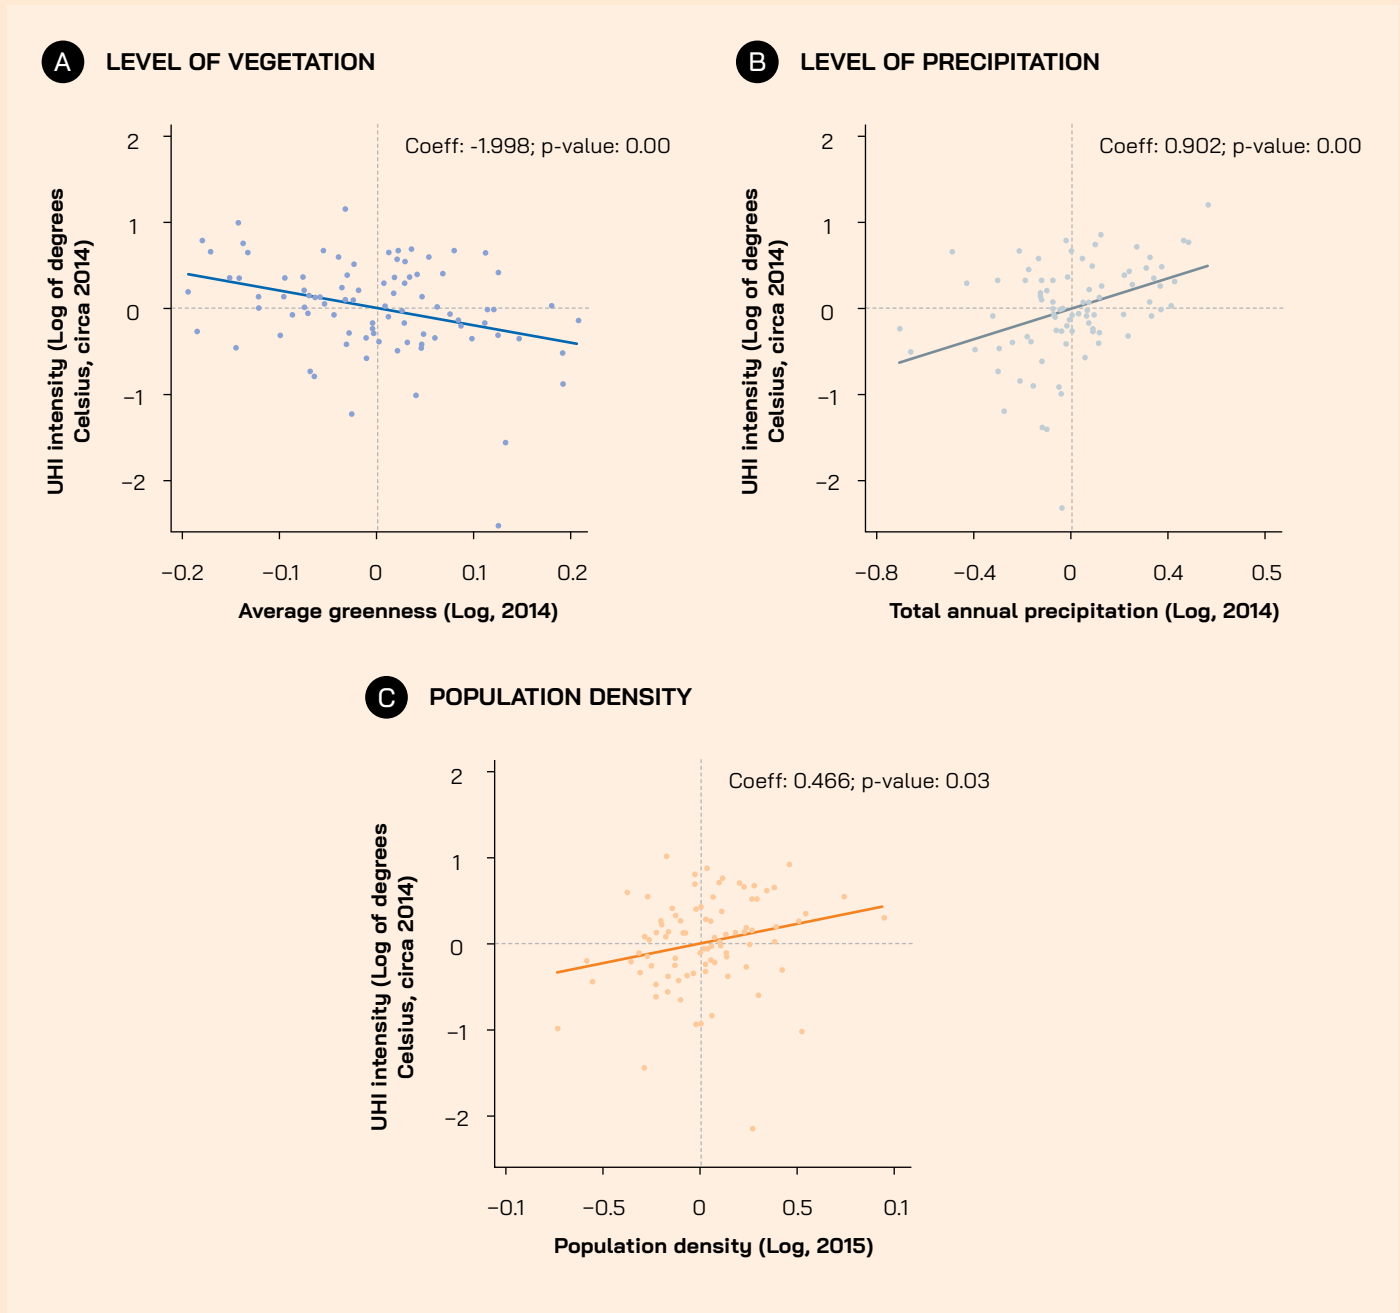 A LEVEL OF VEGETATION
Coeff: -1.998; p-value: 0.00
UHI intensity (Log of degrees
Celsius, circa 2014)
2
1
0
−1
−2
−0.2 −0.1 0 0.1 0.2
Average greenness (Log, 2014)
B LEVEL OF PRECIPITATION
Coeff: 0.902; p-value: 0.00
UHI intensity (Log of degrees
Celsius, circa 2014)
2
1
0
−1
−2
−0.8 −0.4 0 0.4 0.5
Total annual precipitation (Log, 2014)
C POPULATION DENSITY
Coeff: 0.466; p-value: 0.03
UHI intensity (Log of degrees
Celsius, circa 2014)
2
1
0
−1
−2
−0.1 −0.5 0 0.5 0.1
Population density (Log, 2015)